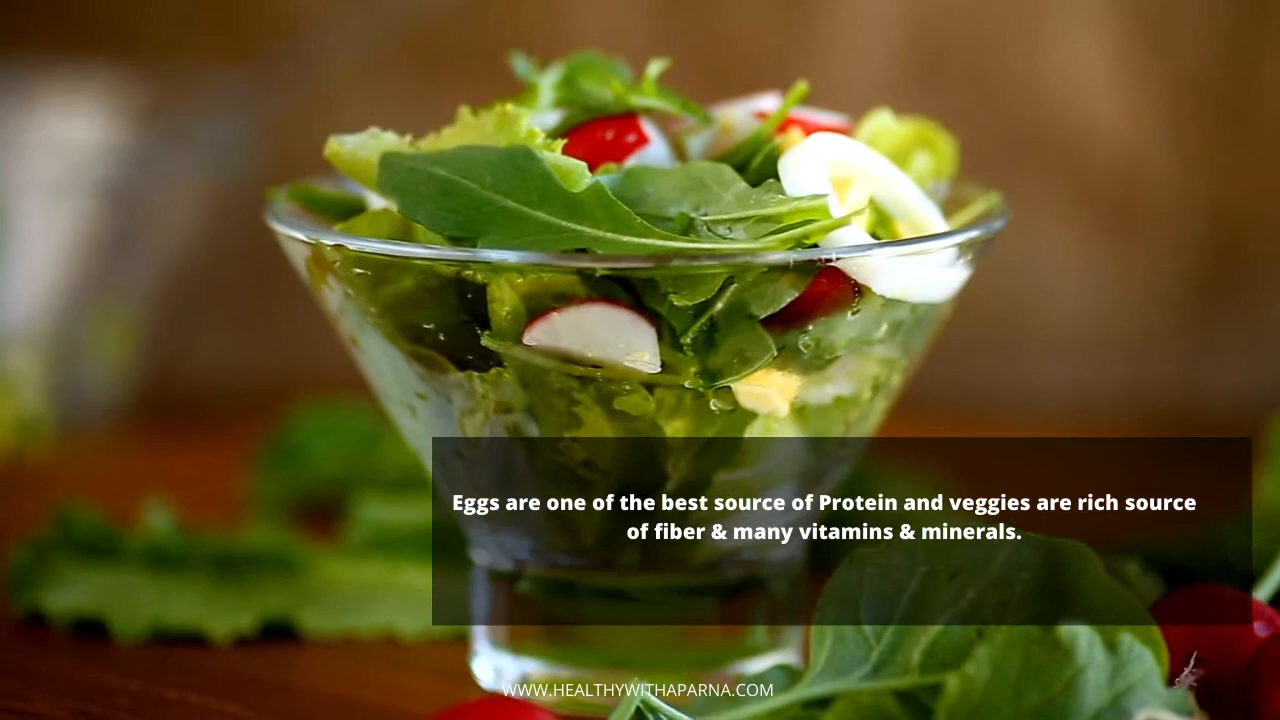 Eggs are one of the best source of Protein and veggies are rich source
of fiber & many vitamins & minerals.
WWW.HEALTHYWITHAPARNA.COM